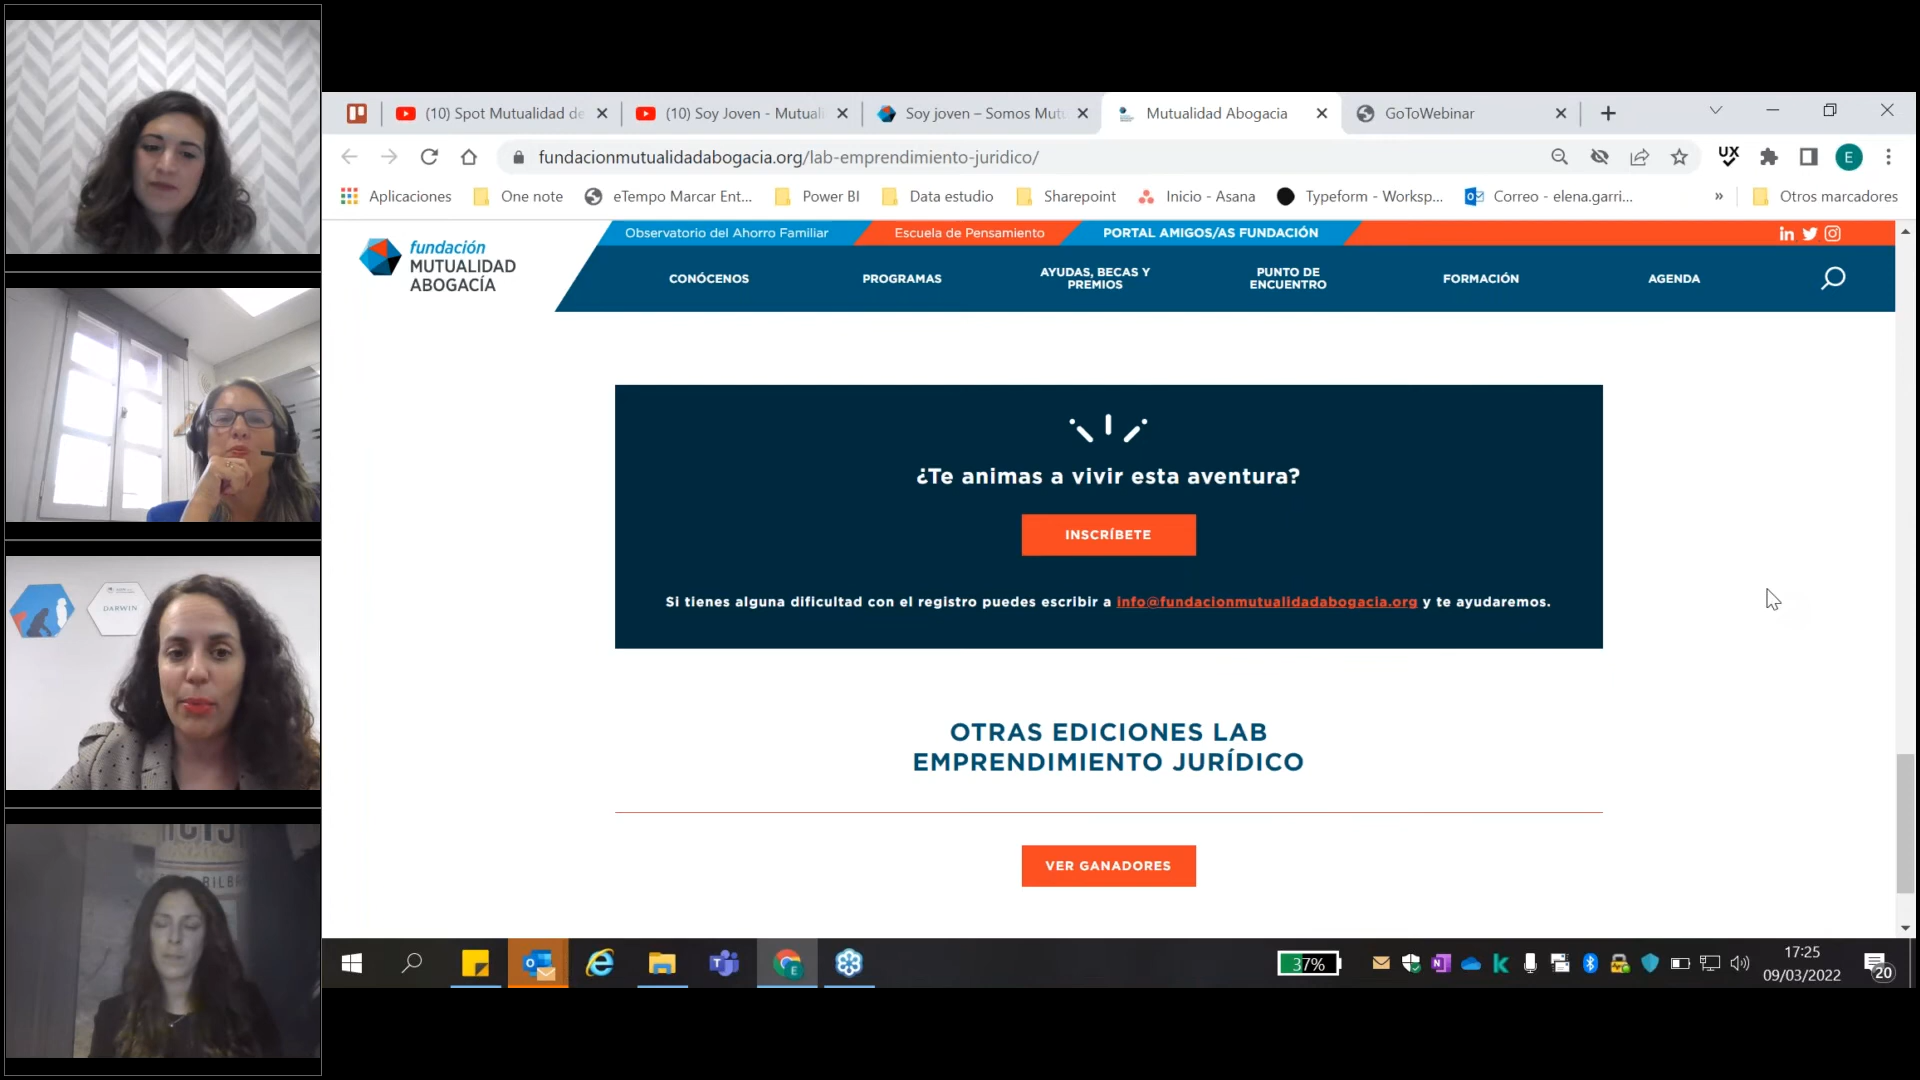 (10) Spot Mutualidad de
(10) Soy Joven - Mutuali
Soy joven – Somos Mutu
Mutualidad Abogacia
GoToWebinar
fundacionmutualidadabogacia.org/lab-emprendimiento-juridico/
UX
E
Aplicaciones
One note
eTempo Marcar Ent...
Power BI
Data estudio
Sharepoint
Inicio - Asana
Typeform - Worksp...
Correo - elena.garri...
»
Otros marcadores
fundación
MUTUALIDAD
ABOGACÍA
Observatorio del Ahorro Familiar
Escuela de Pensamiento
PORTAL AMIGOS/AS FUNDACIÓN
CONÓCENOS
PROGRAMAS
AYUDAS, BECAS Y
PREMIOS
PUNTO DE
ENCUENTRO
FORMACIÓN
AGENDA
¿Te animas a vivir esta aventura?
INSCRÍBETE
Si tienes alguna dificultad con el registro puedes escribir a info@fundacionmutualidadabogacia.org y te ayudaremos.
OTRAS EDICIONES LAB
EMPRENDIMIENTO JURÍDICO
VER GANADORES
DARWIN
BILB
37%
17:25
09/03/2022
20